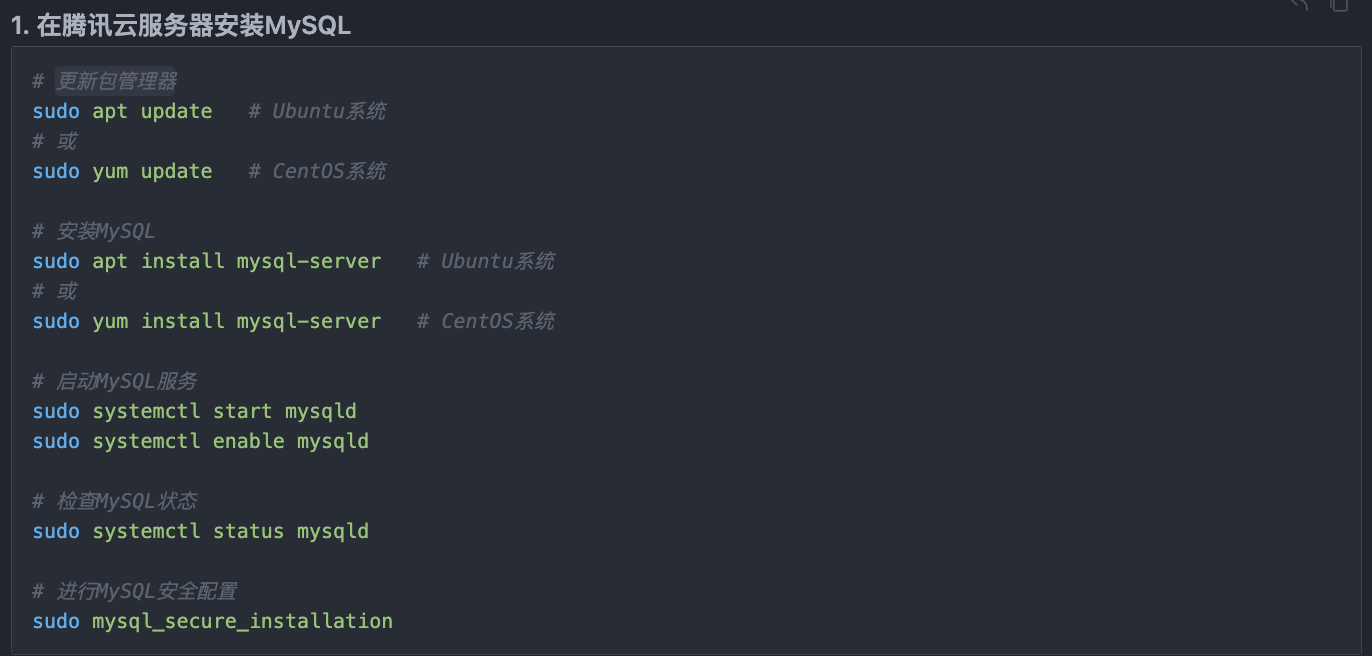 1. 在腾讯云服务器安装MySQL
# 更新包管理器
sudo apt update   # Ubuntu系统
# 或
sudo yum update   # CentOS系统
# 安装MySQL
sudo apt install mysql-server   # Ubuntu系统
# 或
sudo yum install mysql-server   # CentOS系统
# 启动MySQL服务
sudo systemctl start mysqld
sudo systemctl enable mysqld
# 检查MySQL状态
sudo systemctl status mysqld
# 进行MySQL安全配置
sudo mysql_secure_installation